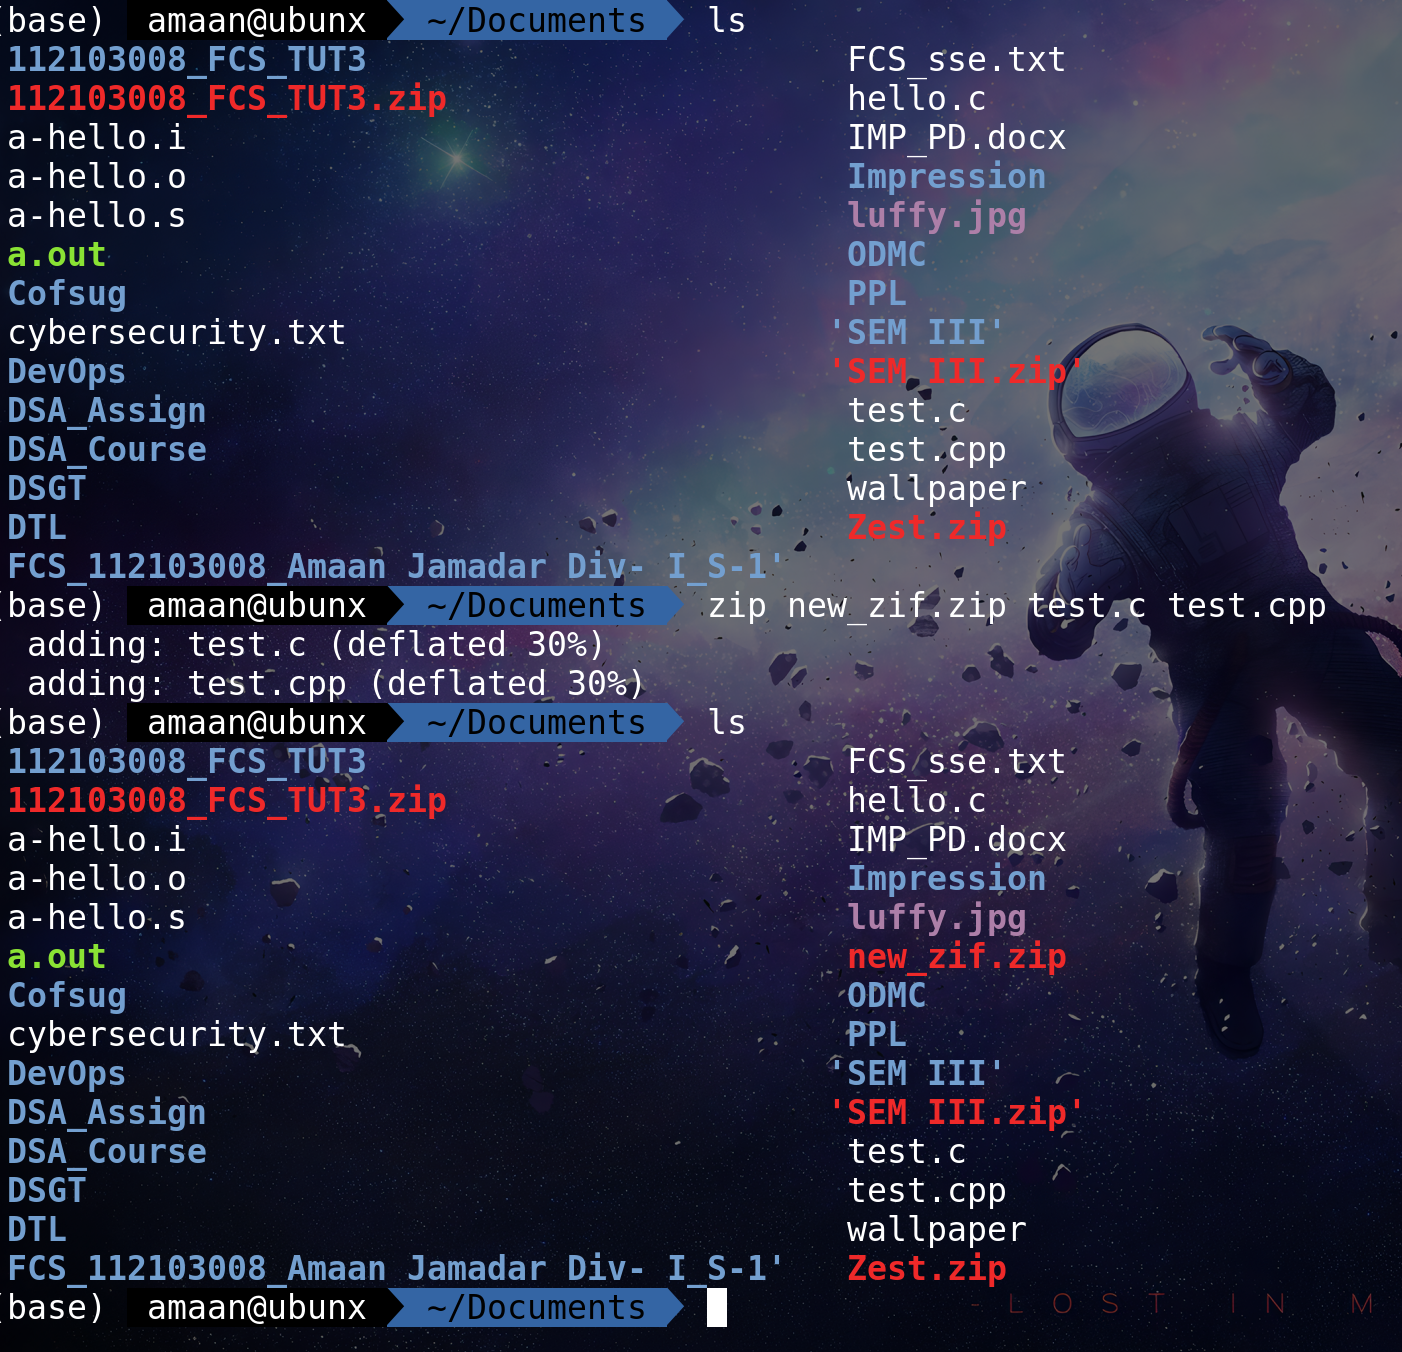 (base) amaan@ubunx ~/Documents ls
112103008_FCS_TUT3 FCS_sse.txt
112103008_FCS_TUT3.zip hello.c
a-hello.i IMP_PD.docx
a-hello.o Impression
a-hello.s luffy.jpg
a.out ODMC
Cofsug PPL
cybersecurity.txt 'SEM III'
DevOps 'SEM III.zip'
DSA_Assign test.c
DSA_Course test.cpp
DSGT wallpaper
DTL Zest.zip
FCS_112103008_Amaan Jamadar Div- I_S-1'
(base) amaan@ubunx ~/Documents zip new_zif.zip test.c test.cpp
adding: test.c (deflated 30%)
adding: test.cpp (deflated 30%)
(base) amaan@ubunx ~/Documents ls
112103008_FCS_TUT3 FCS_sse.txt
112103008_FCS_TUT3.zip hello.c
a-hello.i IMP_PD.docx
a-hello.o Impression
a-hello.s luffy.jpg
a.out new_zif.zip
Cofsug ODMC
cybersecurity.txt PPL
DevOps 'SEM III'
DSA_Assign 'SEM III.zip'
DSA_Course test.c
DSGT test.cpp
DTL wallpaper
FCS_112103008_Amaan Jamadar Div- I_S-1' Zest.zip
(base) amaan@ubunx ~/Documents
- LOST IN M